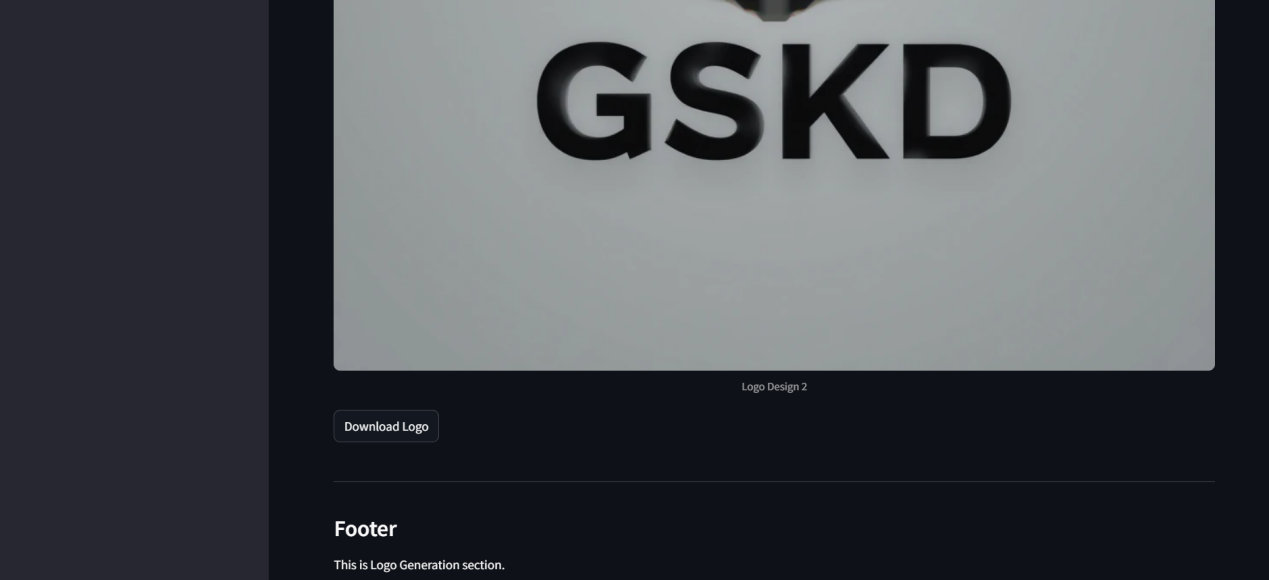 GSKD
Logo Design 2
Download Logo
Footer
This is Logo Generation section.